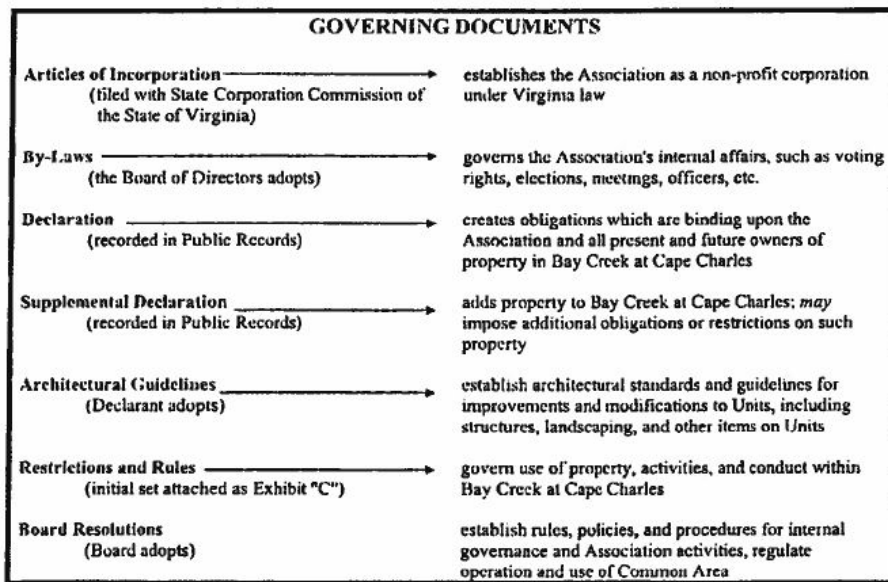 GOVERNING DOCUMENTS
Articles of Incorporation
(filed with State Corporation Commission of
the State of Virginia)
establishes the Association as a non-profit corporation
under Virginia law
By-Laws
(the Board of Directors adopts)
governs the Association's internal affairs, such as voting
rights, elections, meetings, officers, etc.
Declaration
(recorded in Public Records)
creates obligations which are binding upon the
Association and all present and future owners of
property in Bay Creek at Cape Charles
Supplemental Declaration
(recorded in Public Records)
adds property to Bay Creek at Cape Charles; may
impose additional obligations or restrictions on such
property
Architectural Guidelines
(Declarant adopts)
establish architectural standards and guidelines for
improvements and modifications to Units, including
structures, landscaping, and other items on Units
Restrictions and Rules
(initial set attached as Exhibit "C")
govern use of property, activities, and conduct within
Bay Creek at Cape Charles
Board Resolutions
(Board adopts)
establish rules, policies, and procedures for internal
governance and Association activities, regulate
operation and use of Common Area